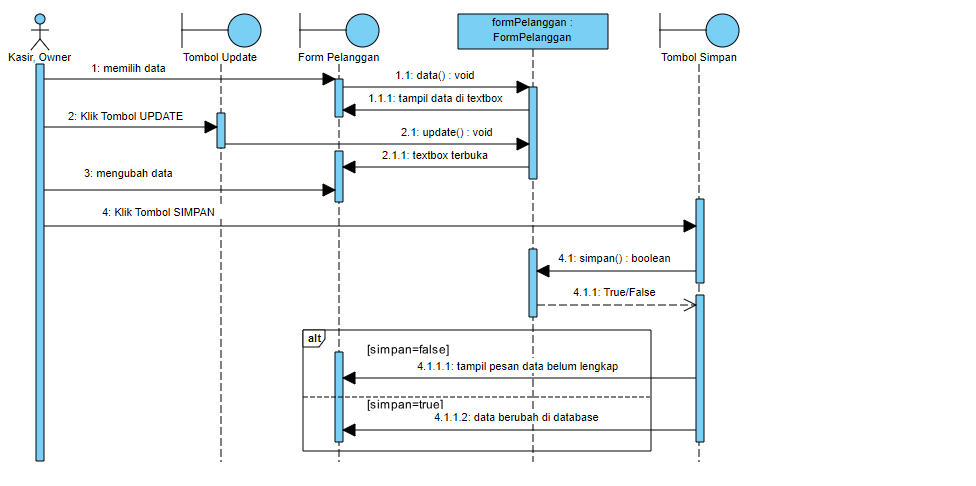 formPelanggan :
FormPelanggan
Kasir, Owner
Tombol Update
Form Pelanggan
Tombol Simpan
1: memilih data
1.1: data() : void
1.1.1: tampil data di textbox
2: Klik Tombol UPDATE
2.1: update() : void
2.1.1: textbox terbuka
3: mengubah data
4: Klik Tombol SIMPAN
4.1: simpan() : boolean
4.1.1: True/False
alt
[simpan=false]
4.1.1.1: tampil pesan data belum lengkap
[simpan=true]
4.1.1.2: data berubah di database